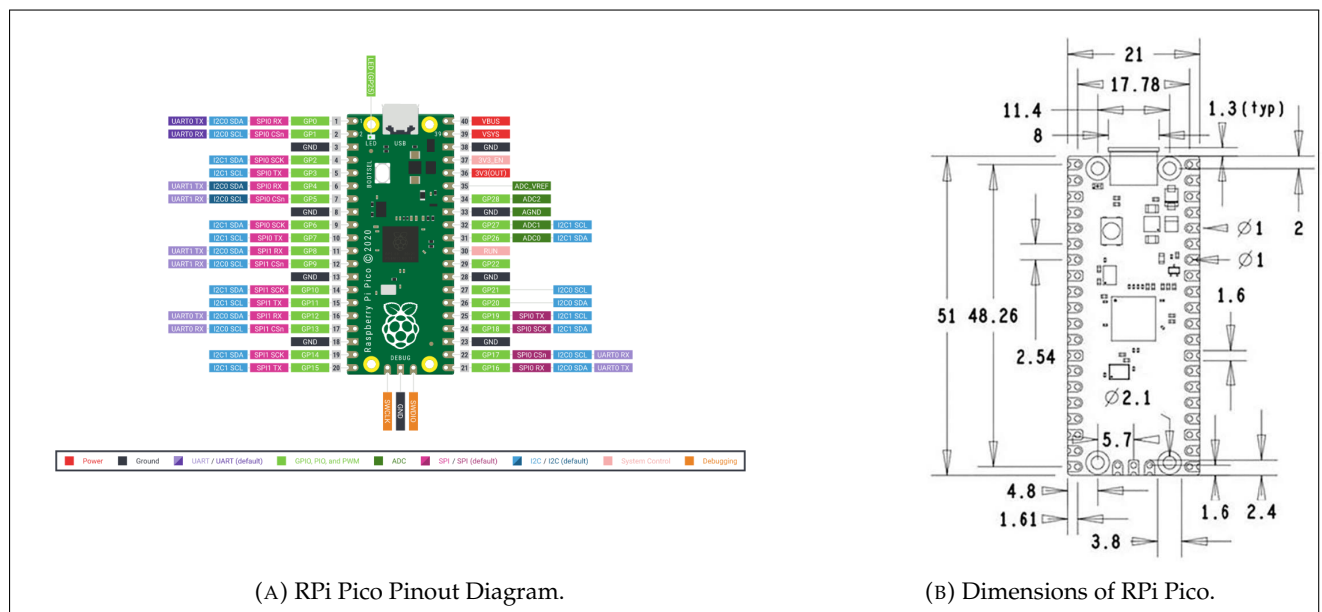 LED (GP25)
UART0 TX I2C0 SDA SPI0 RX GP0 1 40 VBUS
UART0 RX I2C0 SCL SPI0 CSn GP1 2 39 VSYS
GND 3 38 GND
I2C1 SDA SPI0 SCK GP2 4 37 3V3_EN
I2C1 SCL SPI0 TX GP3 5 36 3V3(OUT)
UART1 TX I2C0 SDA SPI0 RX GP4 6 35 ADC_VREF
UART1 RX I2C0 SCL SPI0 CSn GP5 7 34 GP28 ADC2
GND 8 33 GND AGND
I2C1 SDA SPI0 SCK GP6 9 32 GP27 ADC1 I2C1 SCL
I2C1 SCL SPI0 TX GP7 10 31 GP26 ADC0 I2C1 SDA
UART1 TX I2C0 SDA SPI1 RX GP8 11 30 RUN
UART1 RX I2C0 SCL SPI1 CSn GP9 12 29 GP22
GND 13 28 GND
I2C1 SDA SPI1 SCK GP10 14 27 GP21 I2C0 SCL
I2C1 SCL SPI1 TX GP11 15 26 GP20 I2C0 SDA
UART0 TX I2C0 SDA SPI1 RX GP12 16 25 GP19 SPI0 TX I2C1 SCL
UART0 RX I2C0 SCL SPI1 CSn GP13 17 24 GP18 SPI0 SCK I2C1 SDA
GND 18 23 GND
I2C1 SDA SPI1 SCK GP14 19 22 GP17 SPI0 CSn I2C0 SCL UART0 RX
I2C1 SCL SPI1 TX GP15 20 21 GP16 SPI0 RX I2C0 SDA UART0 TX
2 39
LED USB
BOOTSEL
Raspberry Pi Pico © 2020
DEBUG
SWCLK
GND
SWDIO
Power Ground UART / UART (default) GPIO, PIO, and PWM ADC SPI / SPI (default) I2C / I2C (default) System Control Debugging
21
17.78
11.4
1.3(typ)
8
2
⌀1
⌀1
51 48.26
1.6
2.54
⌀2.1
5.7
4.8
1.61
1.6
2.4
3.8
(A) RPi Pico Pinout Diagram.
(B) Dimensions of RPi Pico.